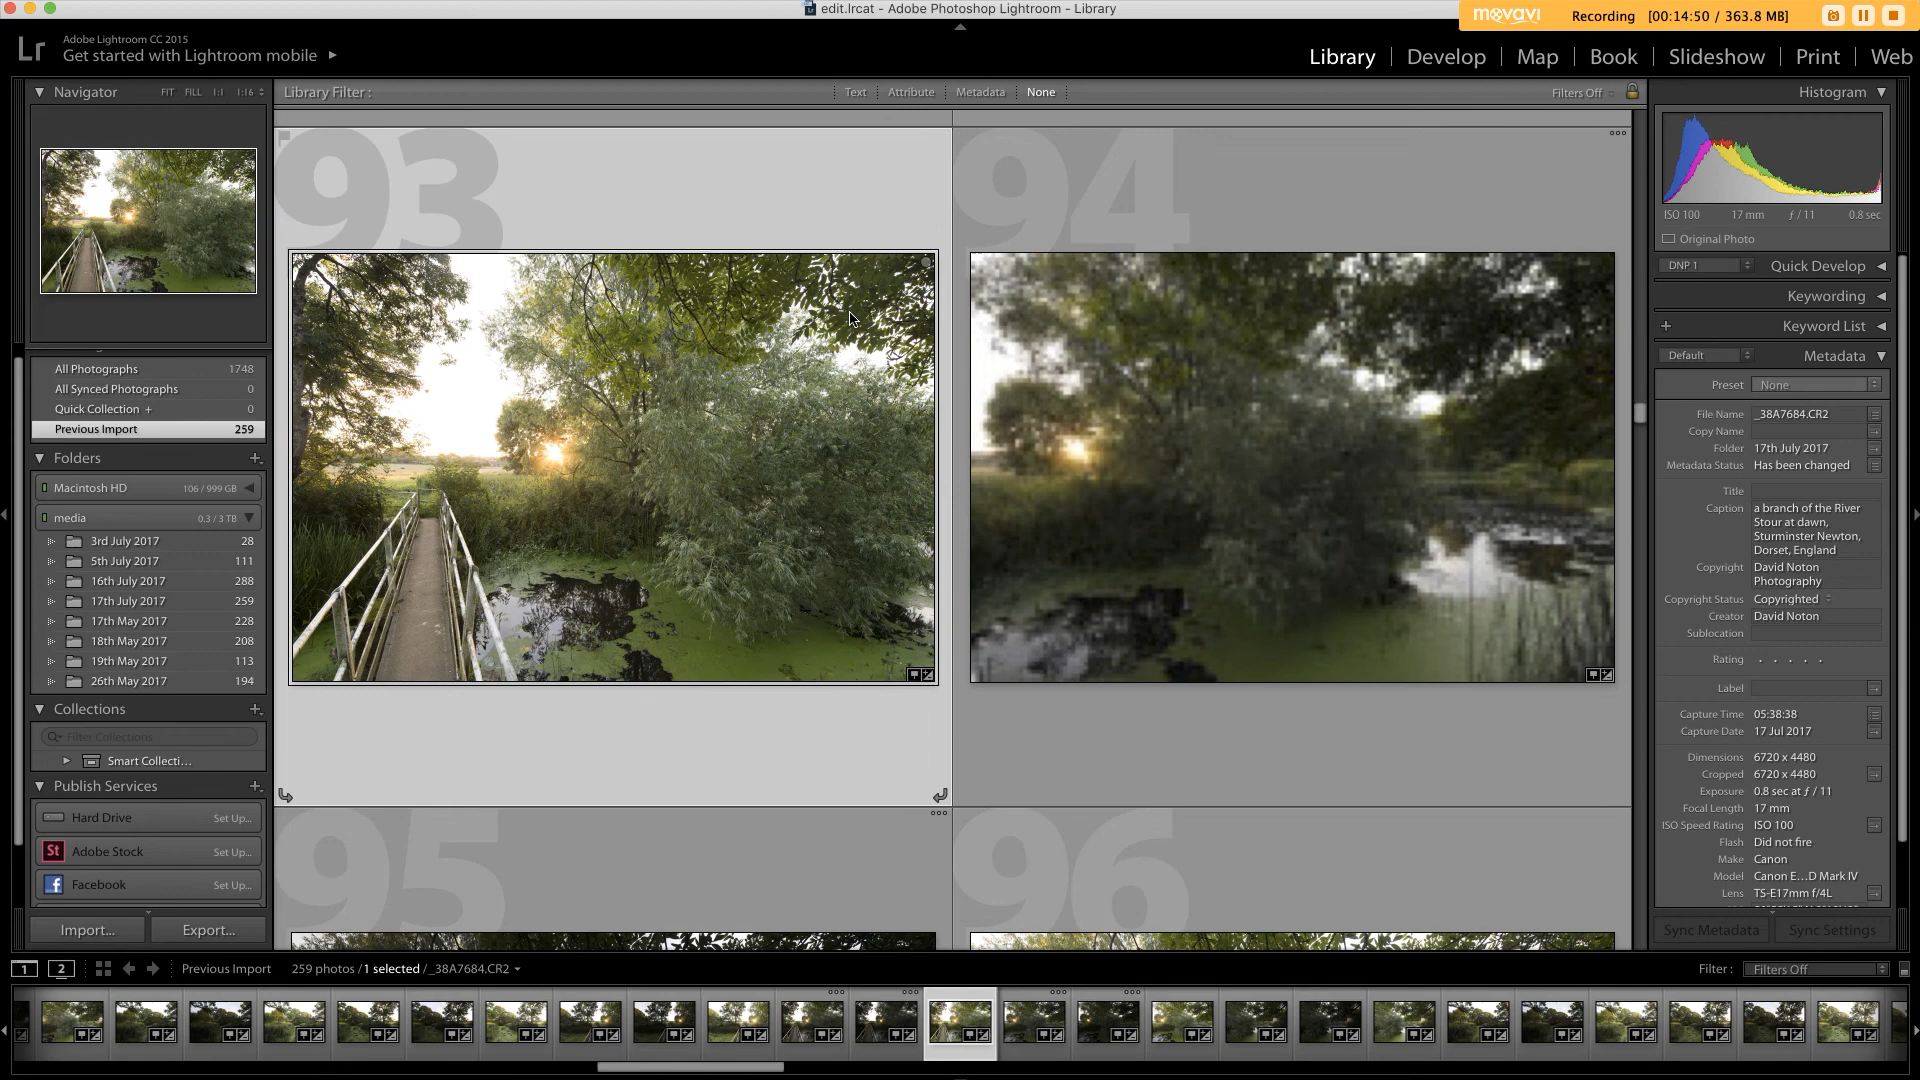 edit.lrcat - Adobe Photoshop Lightroom - Library
movavi
Recording [00:14:50 / 363.8 MB]
Lr
Adobe Lightroom CC 2015
Get started with Lightroom mobile
Library | Develop | Map | Book | Slideshow | Print | Web
Navigator FIT FILL 1:1 1:16
Library Filter : Text Attribute Metadata None Filters Off
Histogram
93
94
ISO 100 17 mm ƒ / 11 0.8 sec
Original Photo
DNP 1 Quick Develop
Keywording
Keyword List
Default Metadata
Preset None
File Name _38A7684.CR2
Copy Name
Folder 17th July 2017
Metadata Status Has been changed
Title
Caption a branch of the River
Stour at dawn,
Sturminster Newton,
Dorset, England
Copyright David Noton
Photography
Copyright Status Copyrighted
Creator David Noton
Sublocation
Rating
Label
Capture Time 05:38:38
Capture Date 17 Jul 2017
Dimensions 6720 x 4480
Cropped 6720 x 4480
Exposure 0.8 sec at ƒ / 11
Focal Length 17 mm
ISO Speed Rating ISO 100
Flash Did not fire
Make Canon
Model Canon E…D Mark IV
Lens TS-E17mm f/4L
Sync Metadata Sync Settings
All Photographs 1748
All Synced Photographs 0
Quick Collection + 0
Previous Import 259
Folders
Macintosh HD 106 / 999 GB
media 0.3 / 3 TB
3rd July 2017 28
5th July 2017 111
16th July 2017 288
17th July 2017 259
17th May 2017 228
18th May 2017 208
19th May 2017 113
26th May 2017 194
Collections
Filter Collections
Smart Collecti…
Publish Services
Hard Drive Set Up...
St Adobe Stock Set Up...
f Facebook Set Up...
Import... Export...
95
96
1 2 Previous Import 259 photos / 1 selected / _38A7684.CR2
Filter : Filters Off